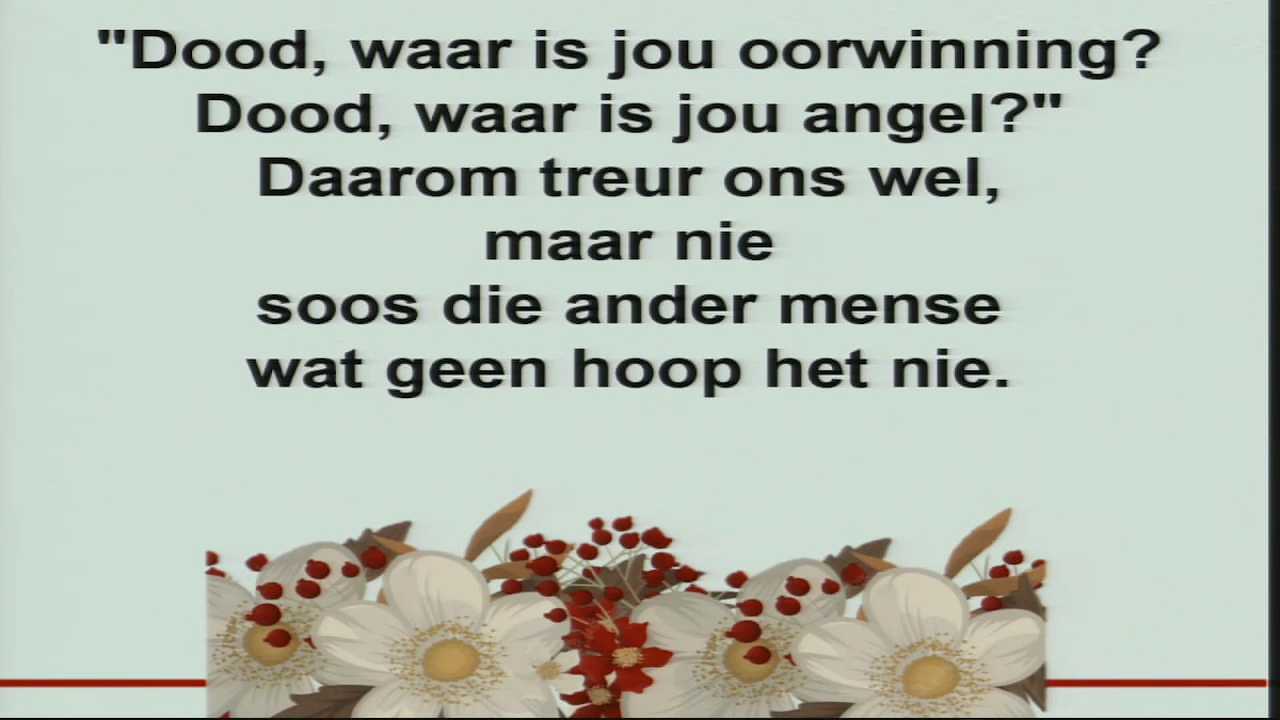 "Dood, waar is jou oorwinning?
Dood, waar is jou angel?"
Daarom treur ons wel,
maar nie
soos die ander mense
wat geen hoop het nie.